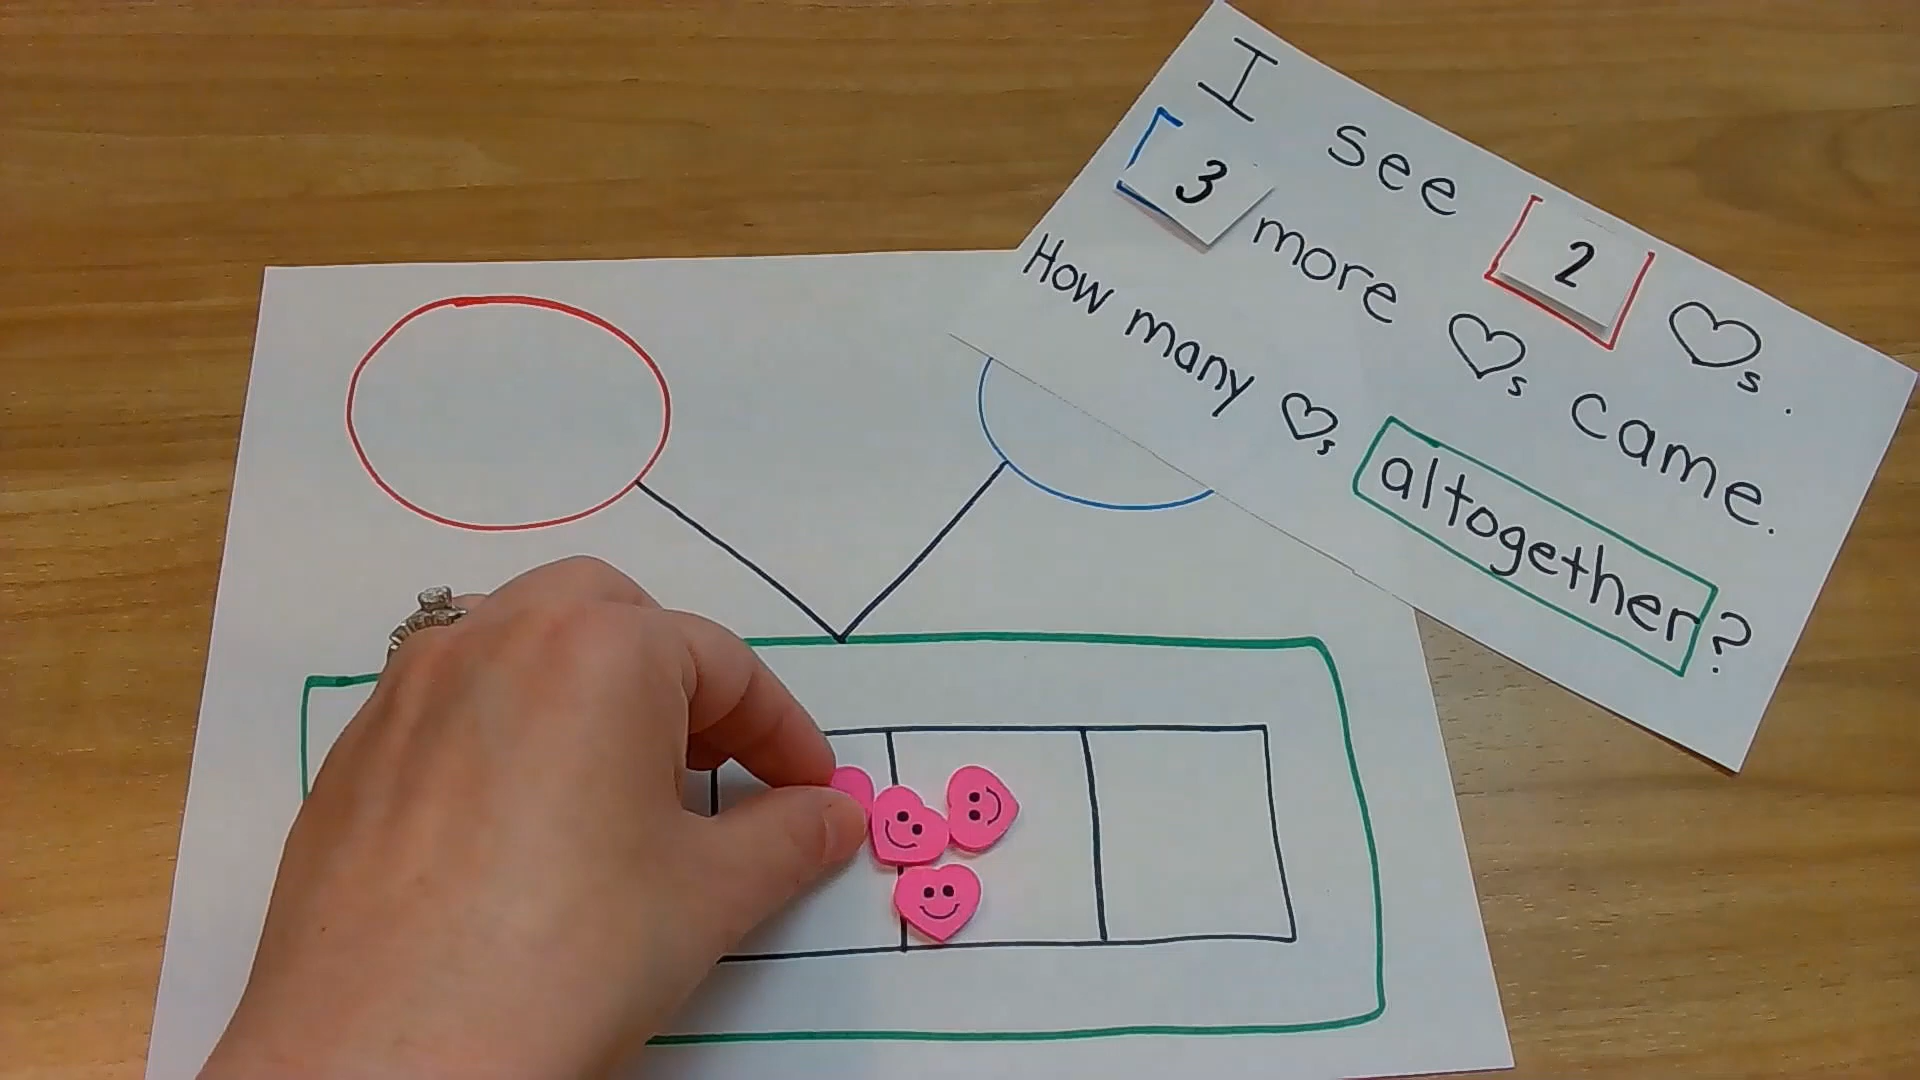 I see 2 ♡s.
3 more ♡s came.
How many ♡s altogether?